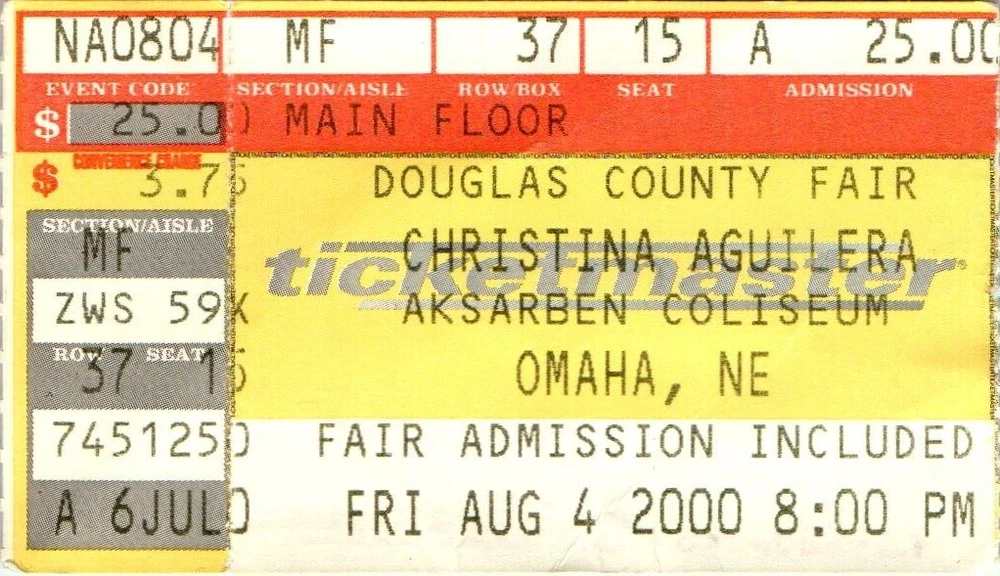 NA0804 MF 37 15 A 25.00
EVENT CODE SECTION/AISLE ROW/BOX SEAT ADMISSION
$ 25.00 MAIN FLOOR
CONVENIENCE CHARGE
$ 3.75 DOUGLAS COUNTY FAIR
SECTION/AISLE
MF CHRISTINA AGUILERA
ticketmaster
ZWS 59X AKSARBEN COLISEUM
ROW SEAT
37 15 OMAHA, NE
7451250 FAIR ADMISSION INCLUDED
A 6JUL0 FRI AUG 4 2000 8:00 PM